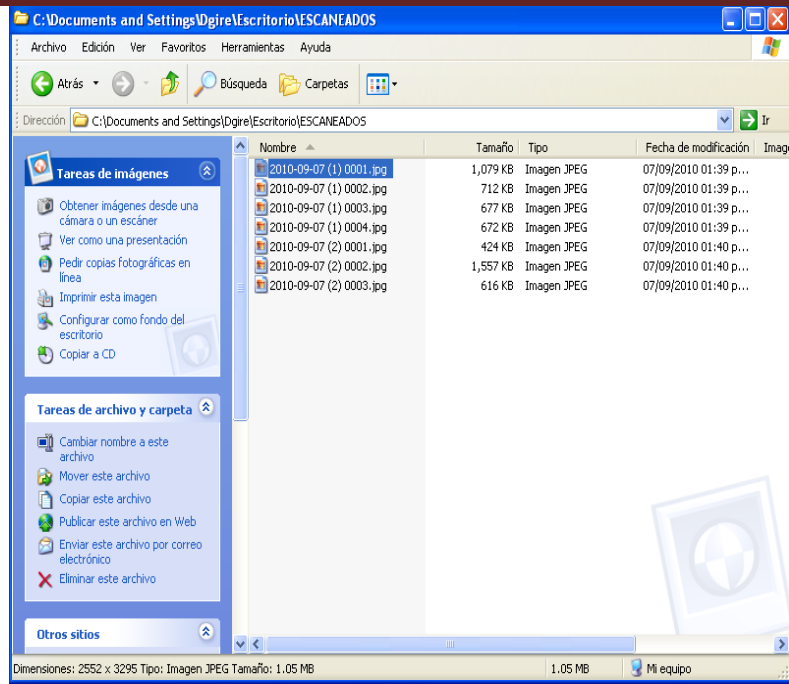 C:\Documents and Settings\Dgire\Escritorio\ESCANEADOS
Archivo Edición Ver Favoritos Herramientas Ayuda
Atrás Búsqueda Carpetas
Dirección C:\Documents and Settings\Dgire\Escritorio\ESCANEADOS Ir
Tareas de imágenes
Obtener imágenes desde una
cámara o un escáner
Ver como una presentación
Pedir copias fotográficas en
línea
Imprimir esta imagen
Configurar como fondo del
escritorio
Copiar a CD
Tareas de archivo y carpeta
Cambiar nombre a este
archivo
Mover este archivo
Copiar este archivo
Publicar este archivo en Web
Enviar este archivo por correo
electrónico
Eliminar este archivo
Otros sitios
Nombre Tamaño Tipo Fecha de modificación Imag
2010-09-07 (1) 0001.jpg 1,079 KB Imagen JPEG 07/09/2010 01:39 p...
2010-09-07 (1) 0002.jpg 712 KB Imagen JPEG 07/09/2010 01:39 p...
2010-09-07 (1) 0003.jpg 677 KB Imagen JPEG 07/09/2010 01:39 p...
2010-09-07 (1) 0004.jpg 672 KB Imagen JPEG 07/09/2010 01:39 p...
2010-09-07 (2) 0001.jpg 424 KB Imagen JPEG 07/09/2010 01:40 p...
2010-09-07 (2) 0002.jpg 1,557 KB Imagen JPEG 07/09/2010 01:40 p...
2010-09-07 (2) 0003.jpg 616 KB Imagen JPEG 07/09/2010 01:40 p...
Dimensiones: 2552 x 3295 Tipo: Imagen JPEG Tamaño: 1.05 MB 1.05 MB Mi equipo